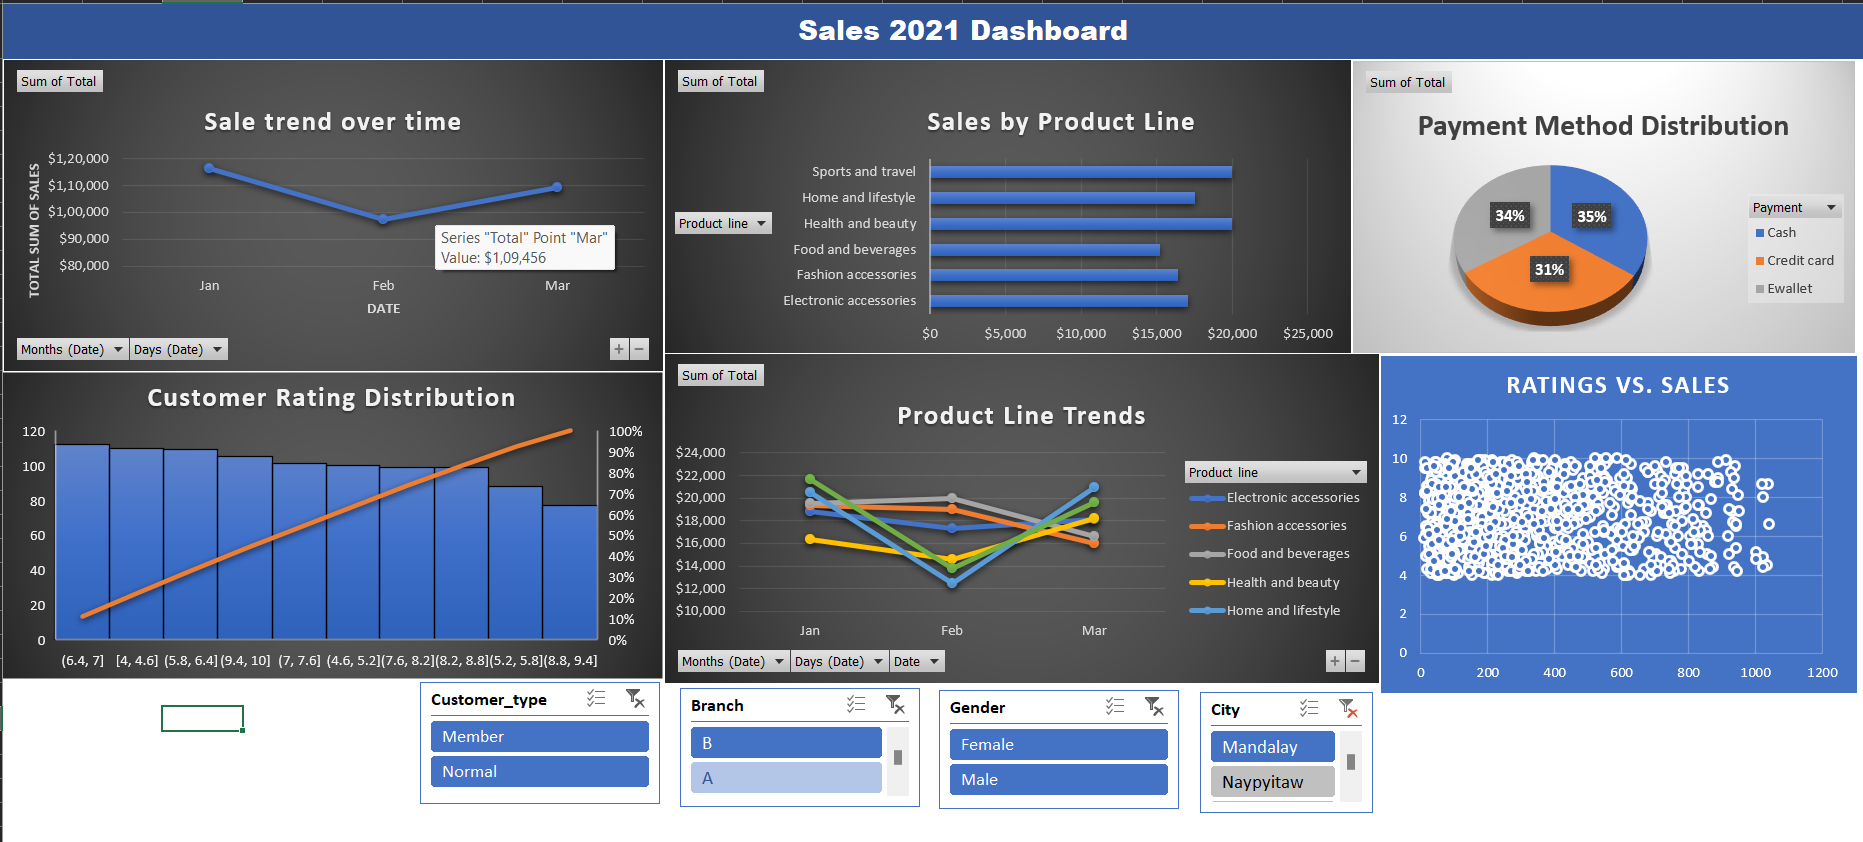 Sales 2021 Dashboard
Sum of Total
Sale trend over time
TOTAL SUM OF SALES
$1,20,000
$1,10,000
$1,00,000
$90,000
$80,000
Series "Total" Point "Mar"
Value: $1,09,456
Jan Feb Mar
DATE
Months (Date) Days (Date)
+ −
Sum of Total
Sales by Product Line
Product line
Sports and travel
Home and lifestyle
Health and beauty
Food and beverages
Fashion accessories
Electronic accessories
$0 $5,000 $10,000 $15,000 $20,000 $25,000
Sum of Total
Payment Method Distribution
34% 35%
31%
Payment
Cash
Credit card
Ewallet
Customer Rating Distribution
120
100
80
60
40
20
0
100%
90%
80%
70%
60%
50%
40%
30%
20%
10%
0%
(6.4, 7] [4, 4.6] (5.8, 6.4] (9.4, 10] (7, 7.6] (4.6, 5.2] (7.6, 8.2] (8.2, 8.8] (5.2, 5.8] (8.8, 9.4]
Sum of Total
Product Line Trends
$24,000
$22,000
$20,000
$18,000
$16,000
$14,000
$12,000
$10,000
Jan Feb Mar
Product line
Electronic accessories
Fashion accessories
Food and beverages
Health and beauty
Home and lifestyle
Months (Date) Days (Date) Date
+ −
RATINGS VS. SALES
12
10
8
6
4
2
0
0 200 400 600 800 1000 1200
Customer_type
Member
Normal
Branch
B
A
Gender
Female
Male
City
Mandalay
Naypyitaw